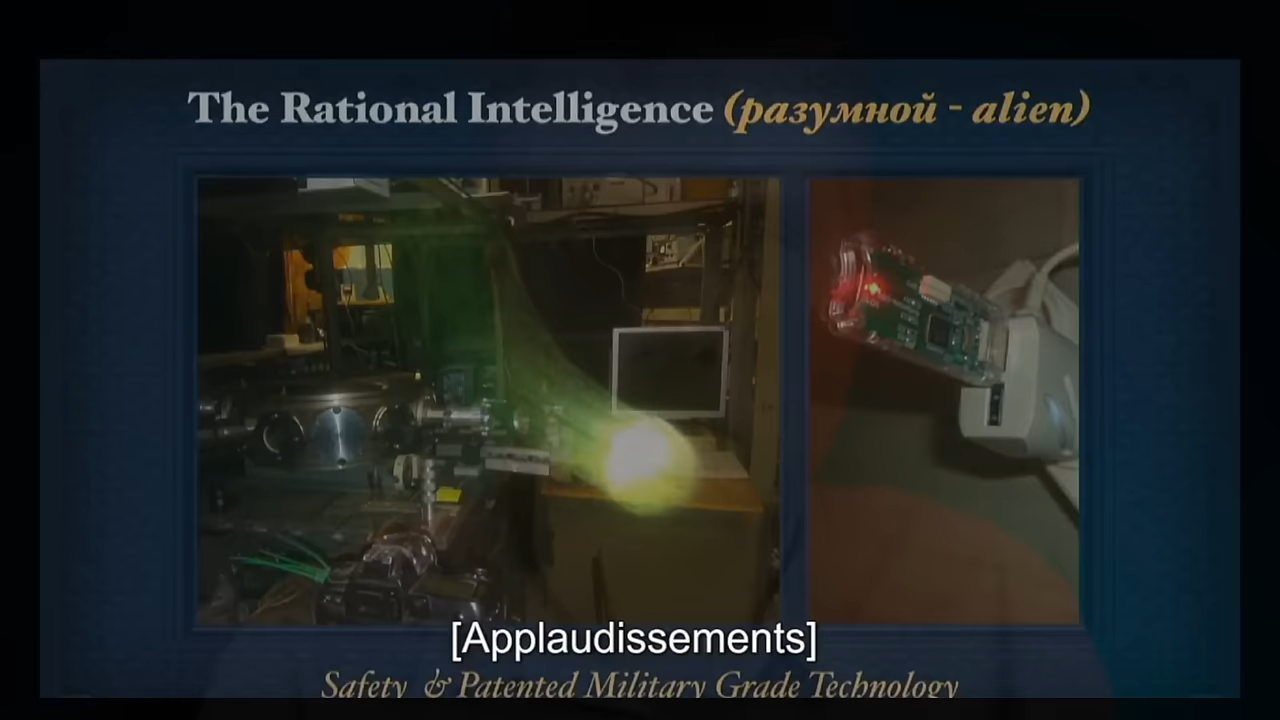 The Rational Intelligence (разумной - alien)
[Applaudissements]
Safety & Patented Military Grade Technology